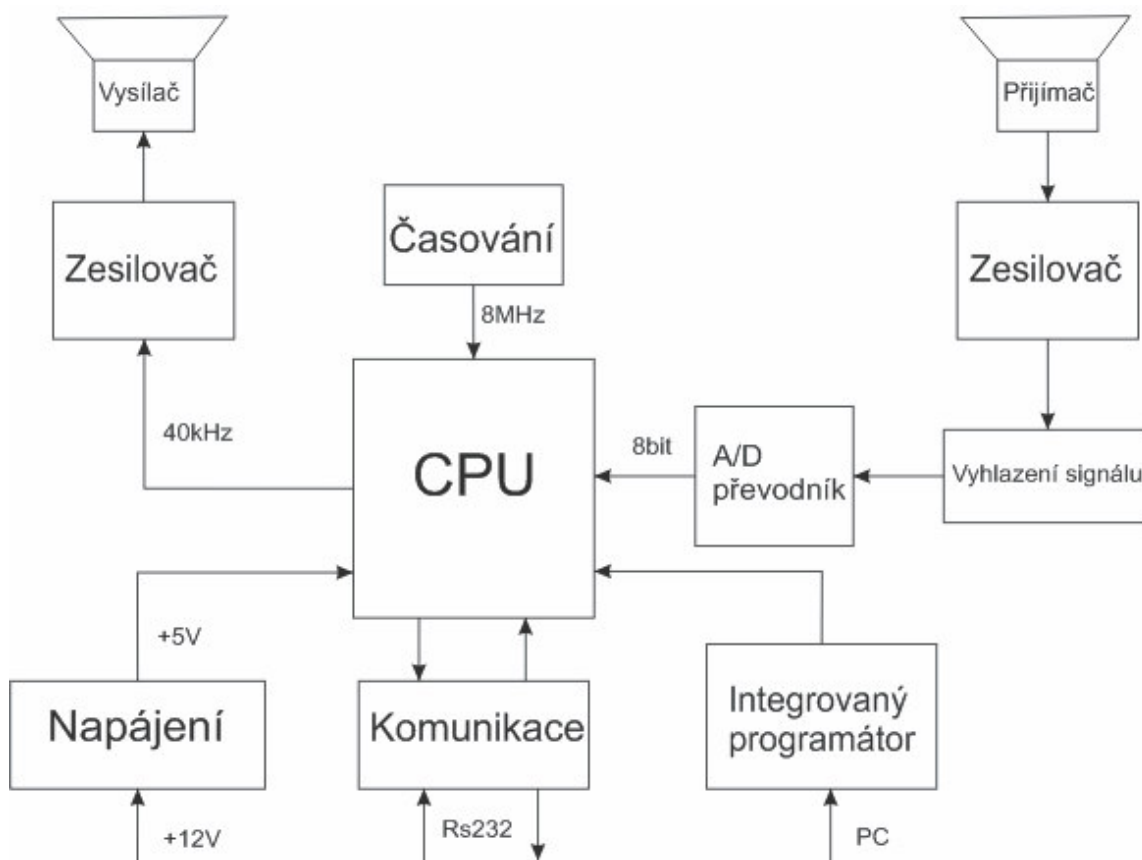 Vysílač
Přijímač
Zesilovač
Časování
Zesilovač
8MHz
40kHz
CPU
8bit
A/D
převodník
Vyhlazení signálu
+5V
Napájení
Komunikace
Integrovaný
programátor
+12V
Rs232
PC